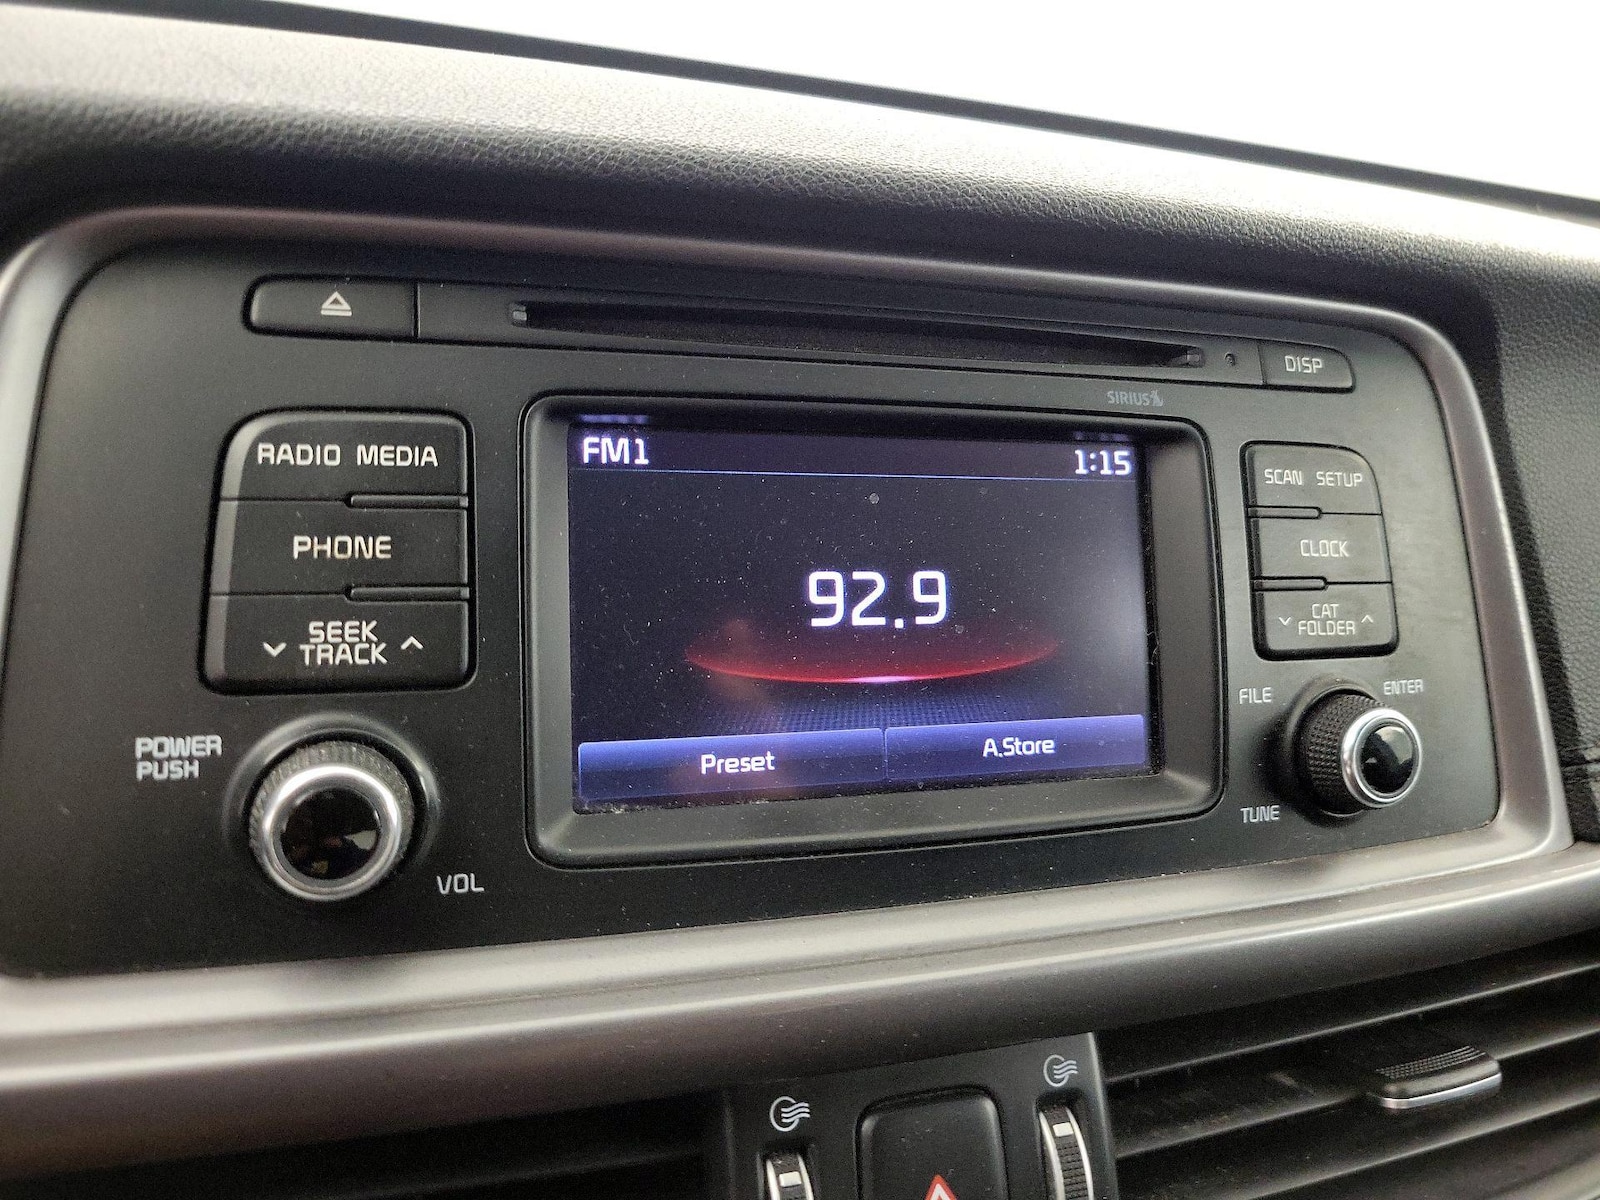 DISP
SIRIUS
RADIO MEDIA
PHONE
SEEK
TRACK
POWER
PUSH
VOL
FM1 1:15
92.9
Preset A.Store
SCAN SETUP
CLOCK
CAT
FOLDER
FILE ENTER
TUNE